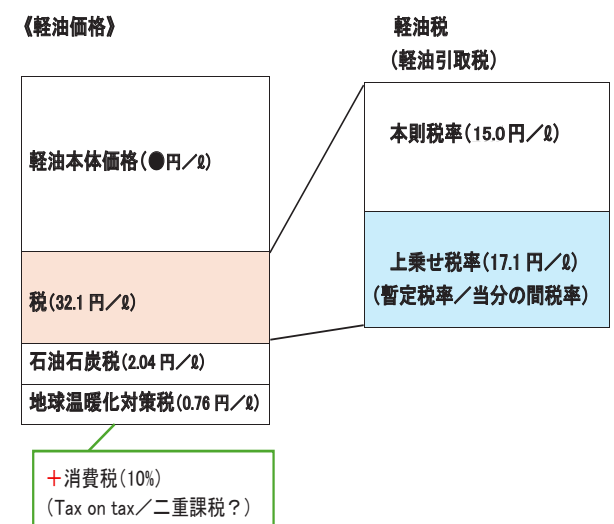 《軽油価格》
軽油本体価格(●円/ℓ)
税(32.1 円/ℓ)
石油石炭税(2.04 円/ℓ)
地球温暖化対策税(0.76 円/ℓ)
+消費税(10%)
(Tax on tax/二重課税?)
軽油税
(軽油引取税)
本則税率(15.0円/ℓ)
上乗せ税率(17.1 円/ℓ)
(暫定税率/当分の間税率)